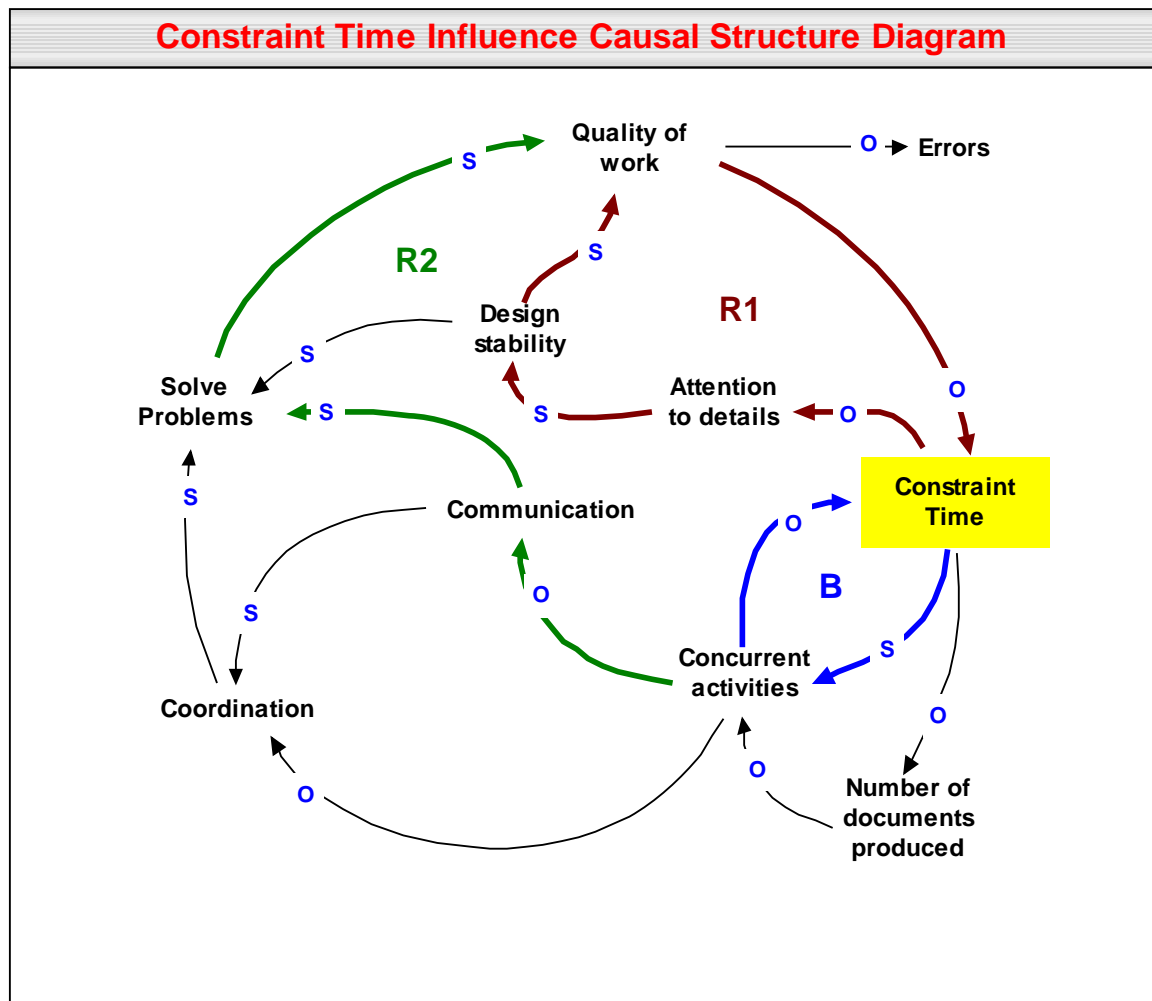 Constraint Time Influence Causal Structure Diagram
Quality of
work
O
Errors
S
R2
S
R1
Design
stability
S
Solve
Problems
S
S
Attention
to details
O
O
Constraint
Time
Communication
S
O
B
O
S
S
Concurrent
activities
Coordination
O
O
O
Number of
documents
produced